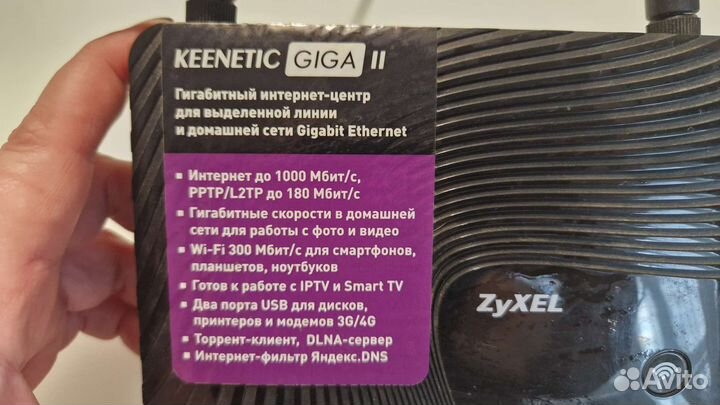 KEENETIC GIGA II
Гигабитный интернет-центр
для выделенной линии
и домашней сети Gigabit Ethernet
▪ Интернет до 1000 Мбит/с,
PPTP/L2TP до 180 Мбит/с
▪ Гигабитные скорости в домашней
сети для работы с фото и видео
▪ Wi-Fi 300 Мбит/с для смартфонов,
планшетов, ноутбуков
▪ Готов к работе с IPTV и Smart TV
▪ Два порта USB для дисков,
принтеров и модемов 3G/4G
▪ Торрент-клиент, DLNA-сервер
▪ Интернет-фильтр Яндекс.DNS
ZyXEL
Avito